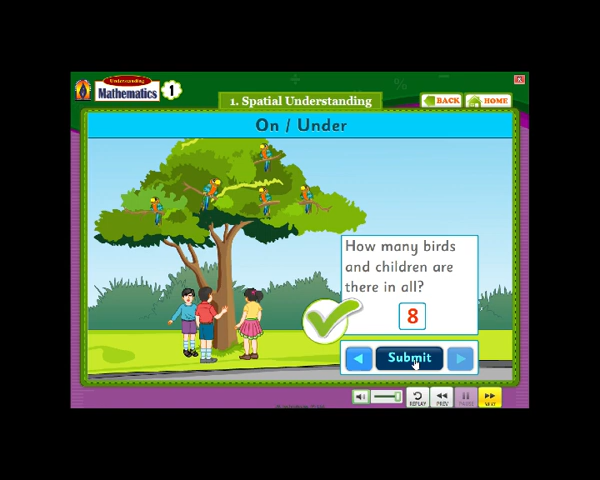 Understanding
Mathematics 1
1. Spatial Understanding
BACK
HOME
On / Under
How many birds
and children are
there in all?
8
Submit
REPLAY
PREV
PAUSE
NEXT